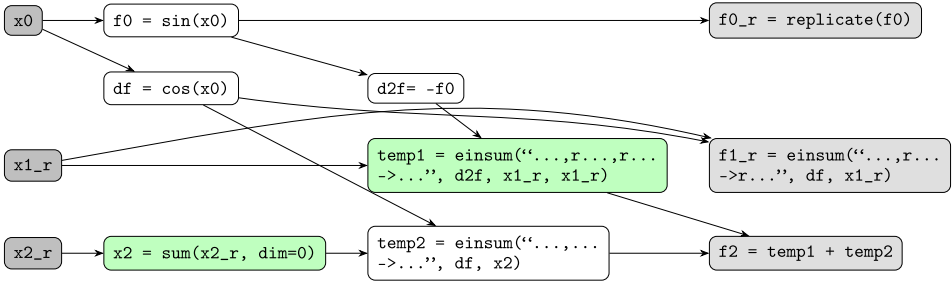 x0
f0 = sin(x0)
f0_r = replicate(f0)
df = cos(x0)
d2f= -f0
x1_r
temp1 = einsum(“...,r...,r...
->...”, d2f, x1_r, x1_r)
f1_r = einsum(“...,r...
->r...”, df, x1_r)
x2_r
x2 = sum(x2_r, dim=0)
temp2 = einsum(“...,...
->...”, df, x2)
f2 = temp1 + temp2